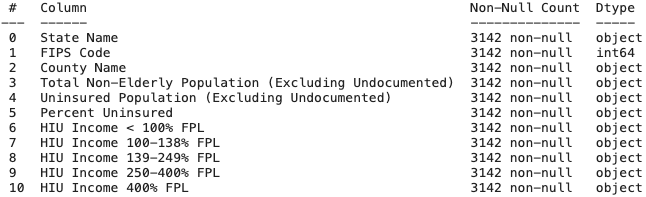 #   Column                                               Non-Null Count  Dtype
---  ------                                               --------------  -----
 0   State Name                                           3142 non-null   object
 1   FIPS Code                                            3142 non-null   int64
 2   County Name                                          3142 non-null   object
 3   Total Non-Elderly Population (Excluding Undocumented)  3142 non-null   object
 4   Uninsured Population (Excluding Undocumented)        3142 non-null   object
 5   Percent Uninsured                                    3142 non-null   object
 6   HIU Income < 100% FPL                                3142 non-null   object
 7   HIU Income 100-138% FPL                              3142 non-null   object
 8   HIU Income 139-249% FPL                              3142 non-null   object
 9   HIU Income 250-400% FPL                              3142 non-null   object
 10  HIU Income 400% FPL                                  3142 non-null   object